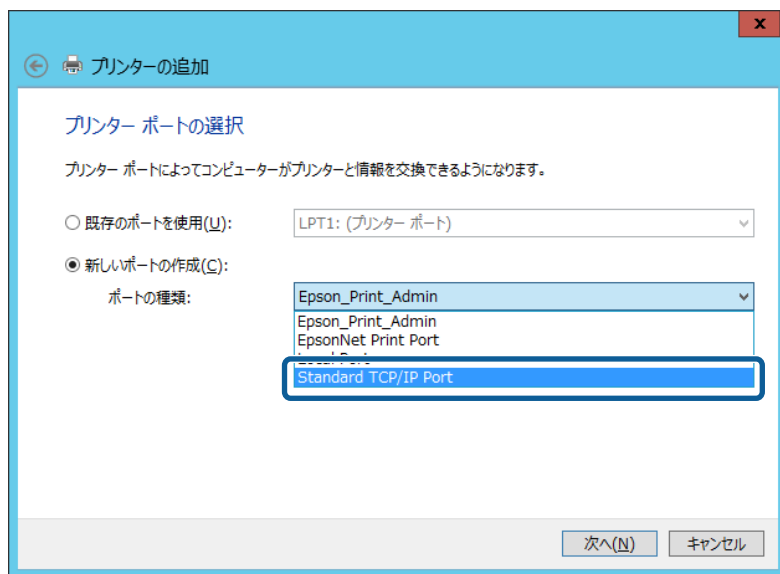 x
プリンターの追加
プリンター ポートの選択
プリンター ポートによってコンピューターがプリンターと情報を交換できるようになります。
既存のポートを使用(U):
LPT1: (プリンター ポート)
新しいポートの作成(C):
ポートの種類:
Epson_Print_Admin
Epson_Print_Admin
EpsonNet Print Port
Local Port
Standard TCP/IP Port
次へ(N)
キャンセル